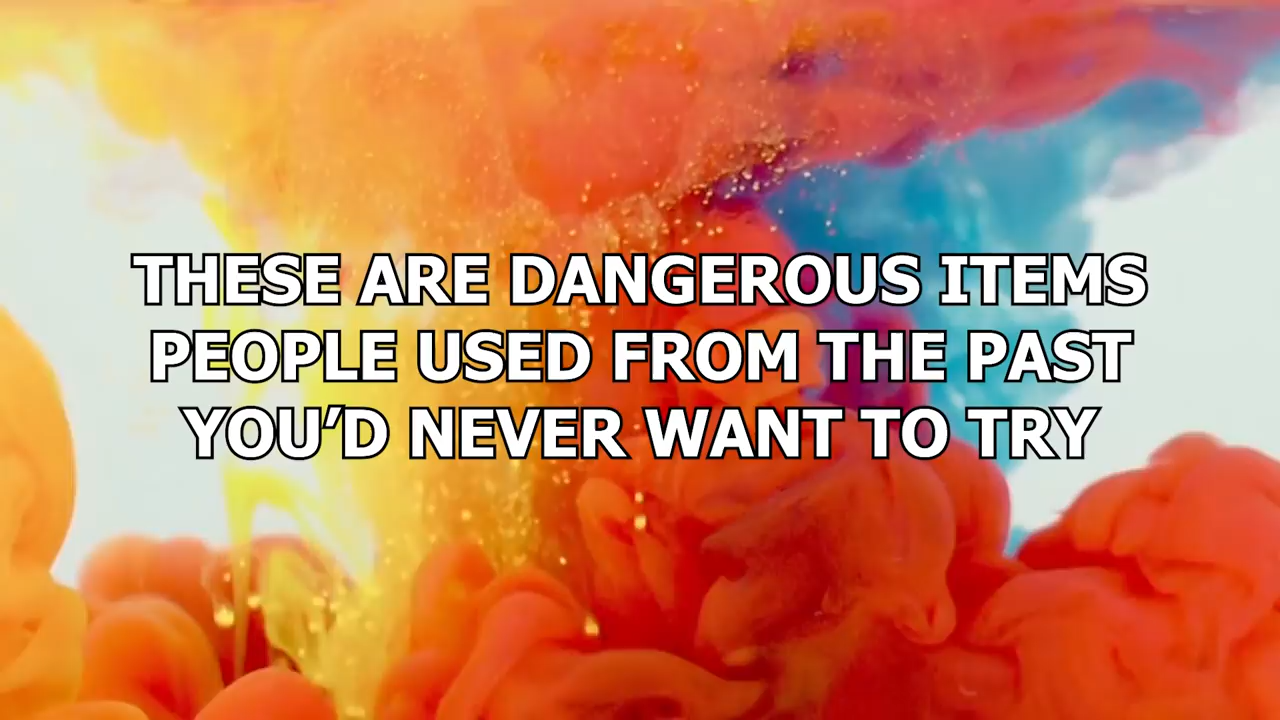 THESE ARE DANGEROUS ITEMS
PEOPLE USED FROM THE PAST
YOU’D NEVER WANT TO TRY